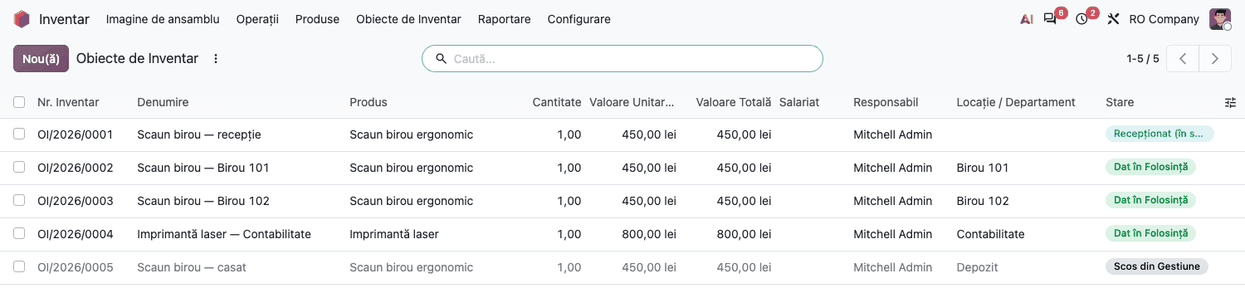 Inventar Imagine de ansamblu Operații Produse Obiecte de Inventar Raportare Configurare AI 6 2 RO Company
Nou(ă) Obiecte de Inventar Caută... 1-5 / 5
Nr. Inventar Denumire Produs Cantitate Valoare Unitar... Valoare Totală Salariat Responsabil Locație / Departament Stare
OI/2026/0001 Scaun birou — recepție Scaun birou ergonomic 1,00 450,00 lei 450,00 lei Mitchell Admin Recepționat (în s...
OI/2026/0002 Scaun birou — Birou 101 Scaun birou ergonomic 1,00 450,00 lei 450,00 lei Mitchell Admin Birou 101 Dat în Folosință
OI/2026/0003 Scaun birou — Birou 102 Scaun birou ergonomic 1,00 450,00 lei 450,00 lei Mitchell Admin Birou 102 Dat în Folosință
OI/2026/0004 Imprimantă laser — Contabilitate Imprimantă laser 1,00 800,00 lei 800,00 lei Mitchell Admin Contabilitate Dat în Folosință
OI/2026/0005 Scaun birou — casat Scaun birou ergonomic 1,00 450,00 lei 450,00 lei Mitchell Admin Depozit Scos din Gestiune